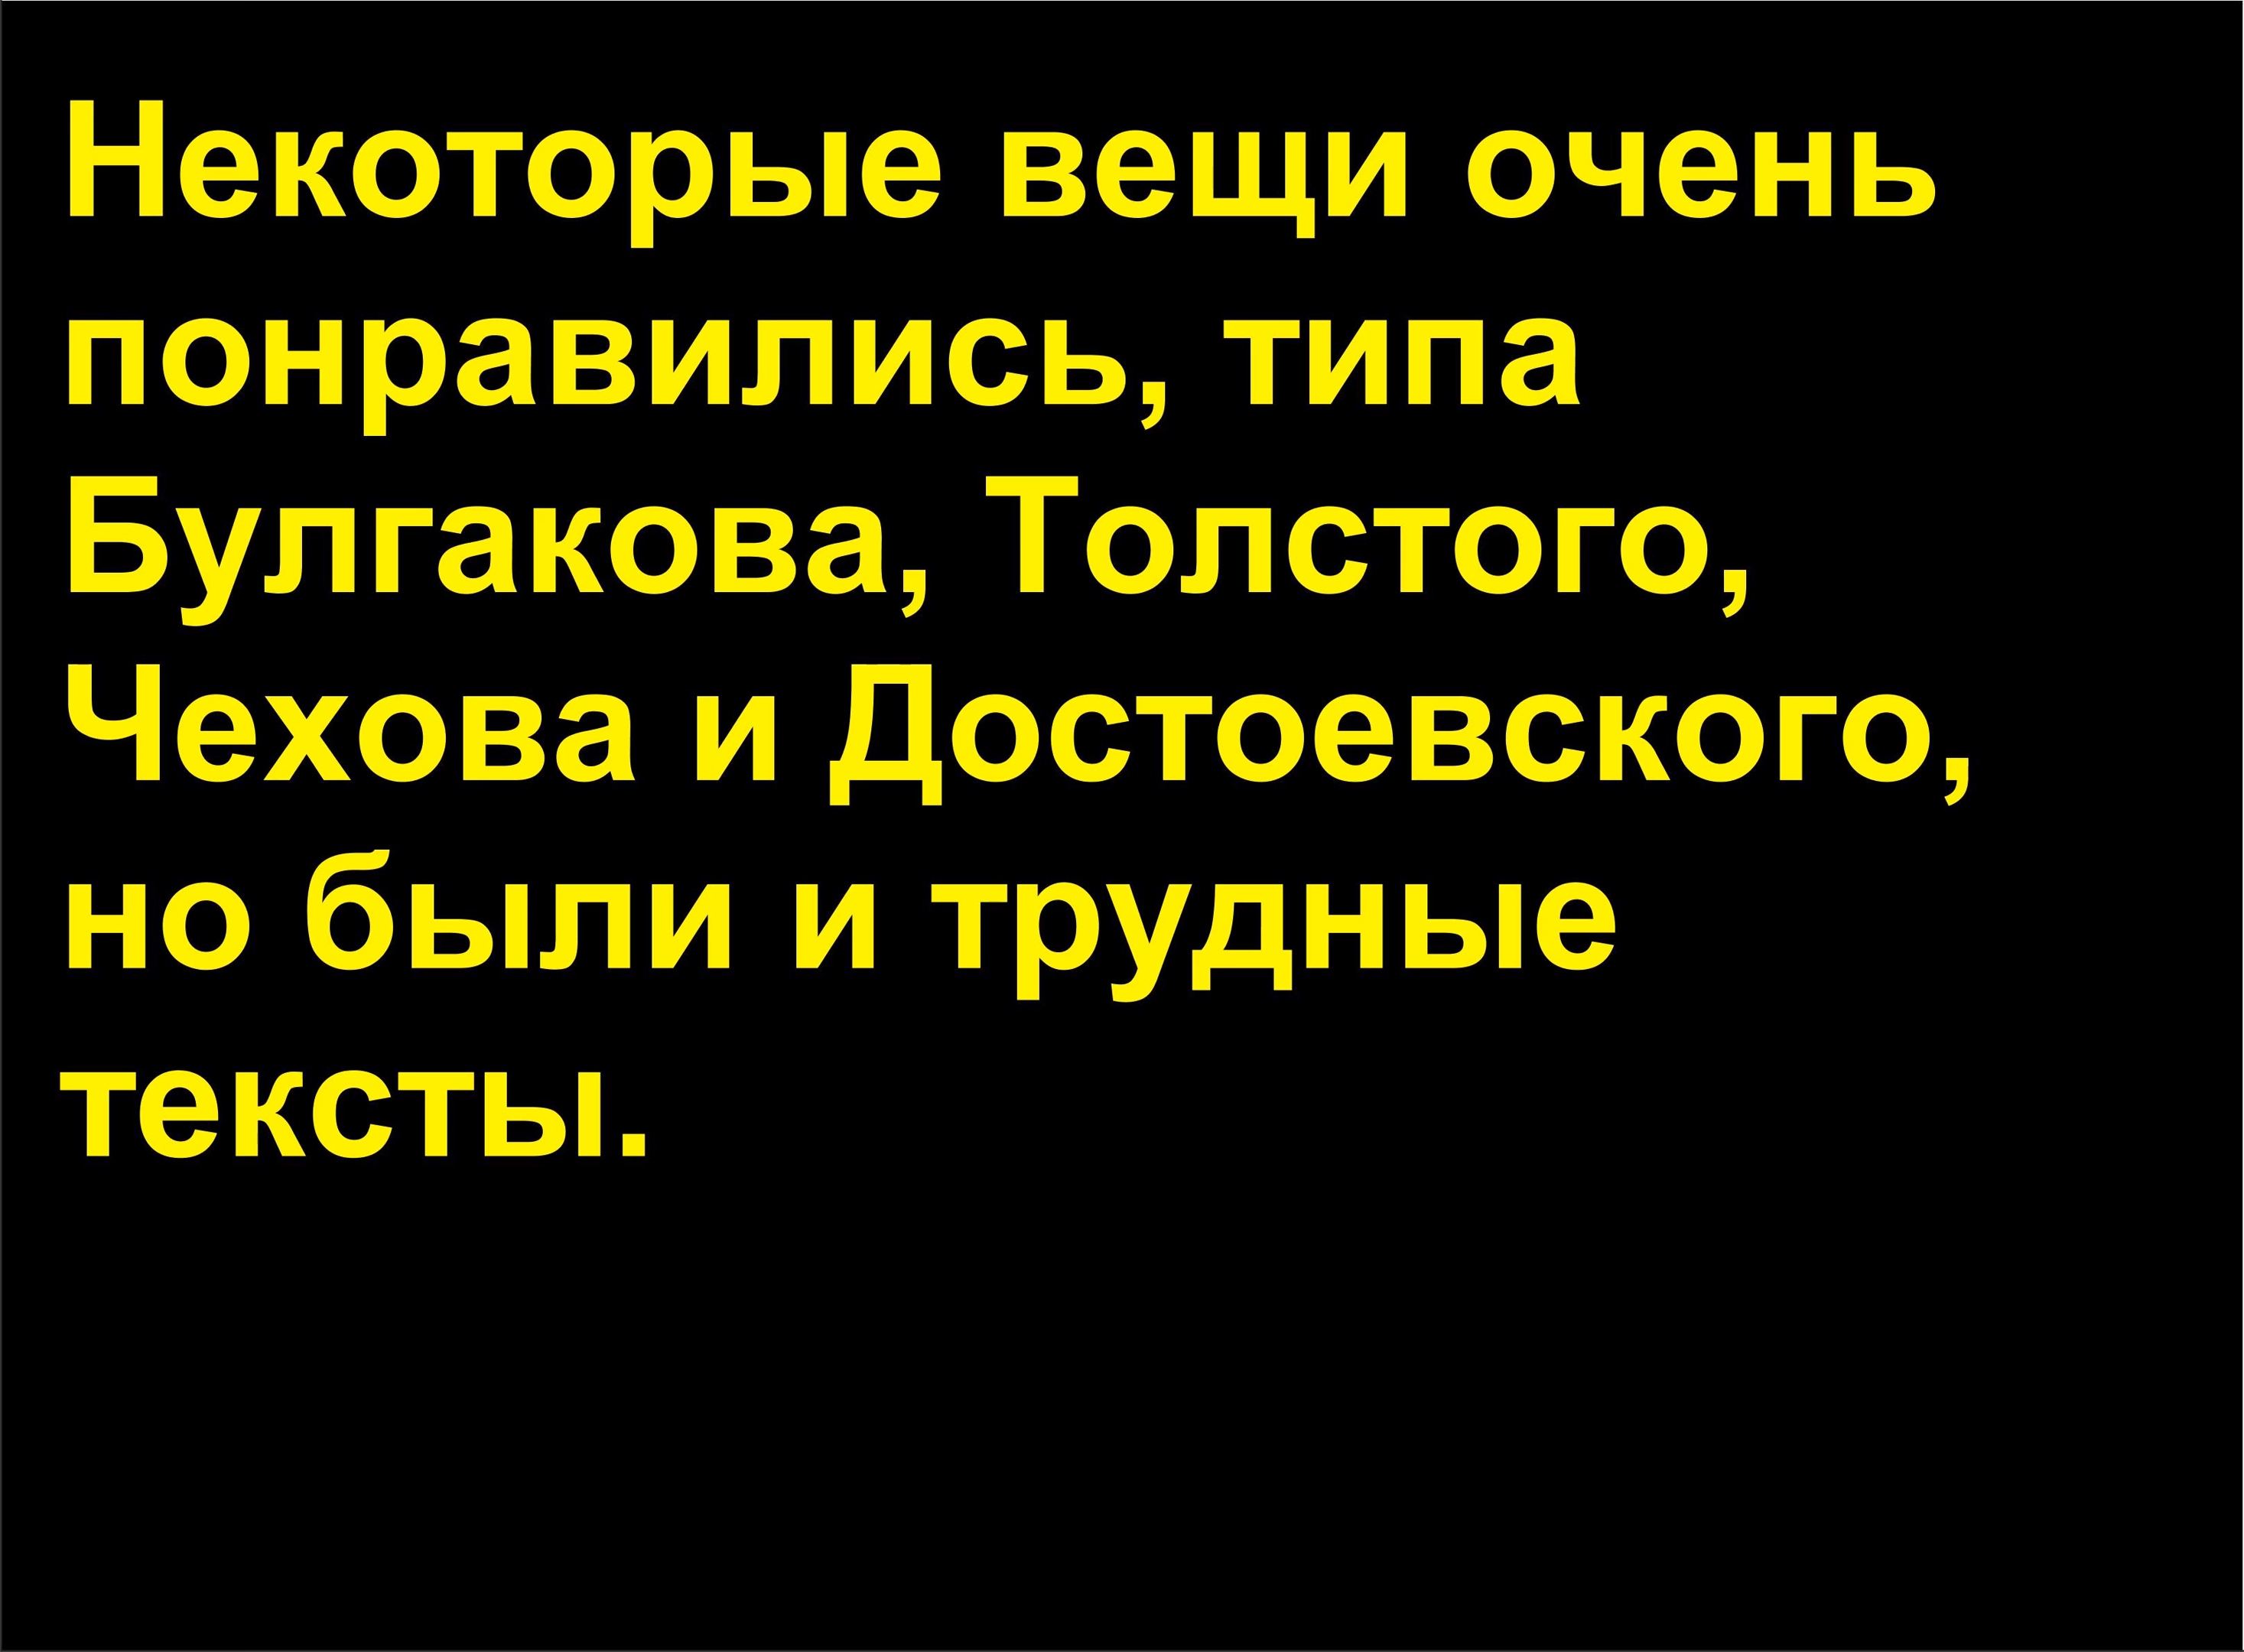 Некоторые вещи очень
понравились, типа
Булгакова, Толстого,
Чехова и Достоевского,
но были и трудные
тексты.